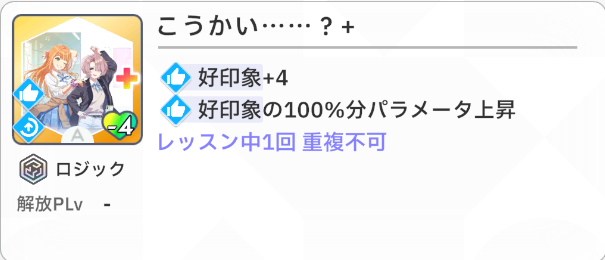 こうかい……？+
好印象+4
好印象の100%分パラメータ上昇
レッスン中1回 重複不可
-4
A
ロジック
解放PLv -